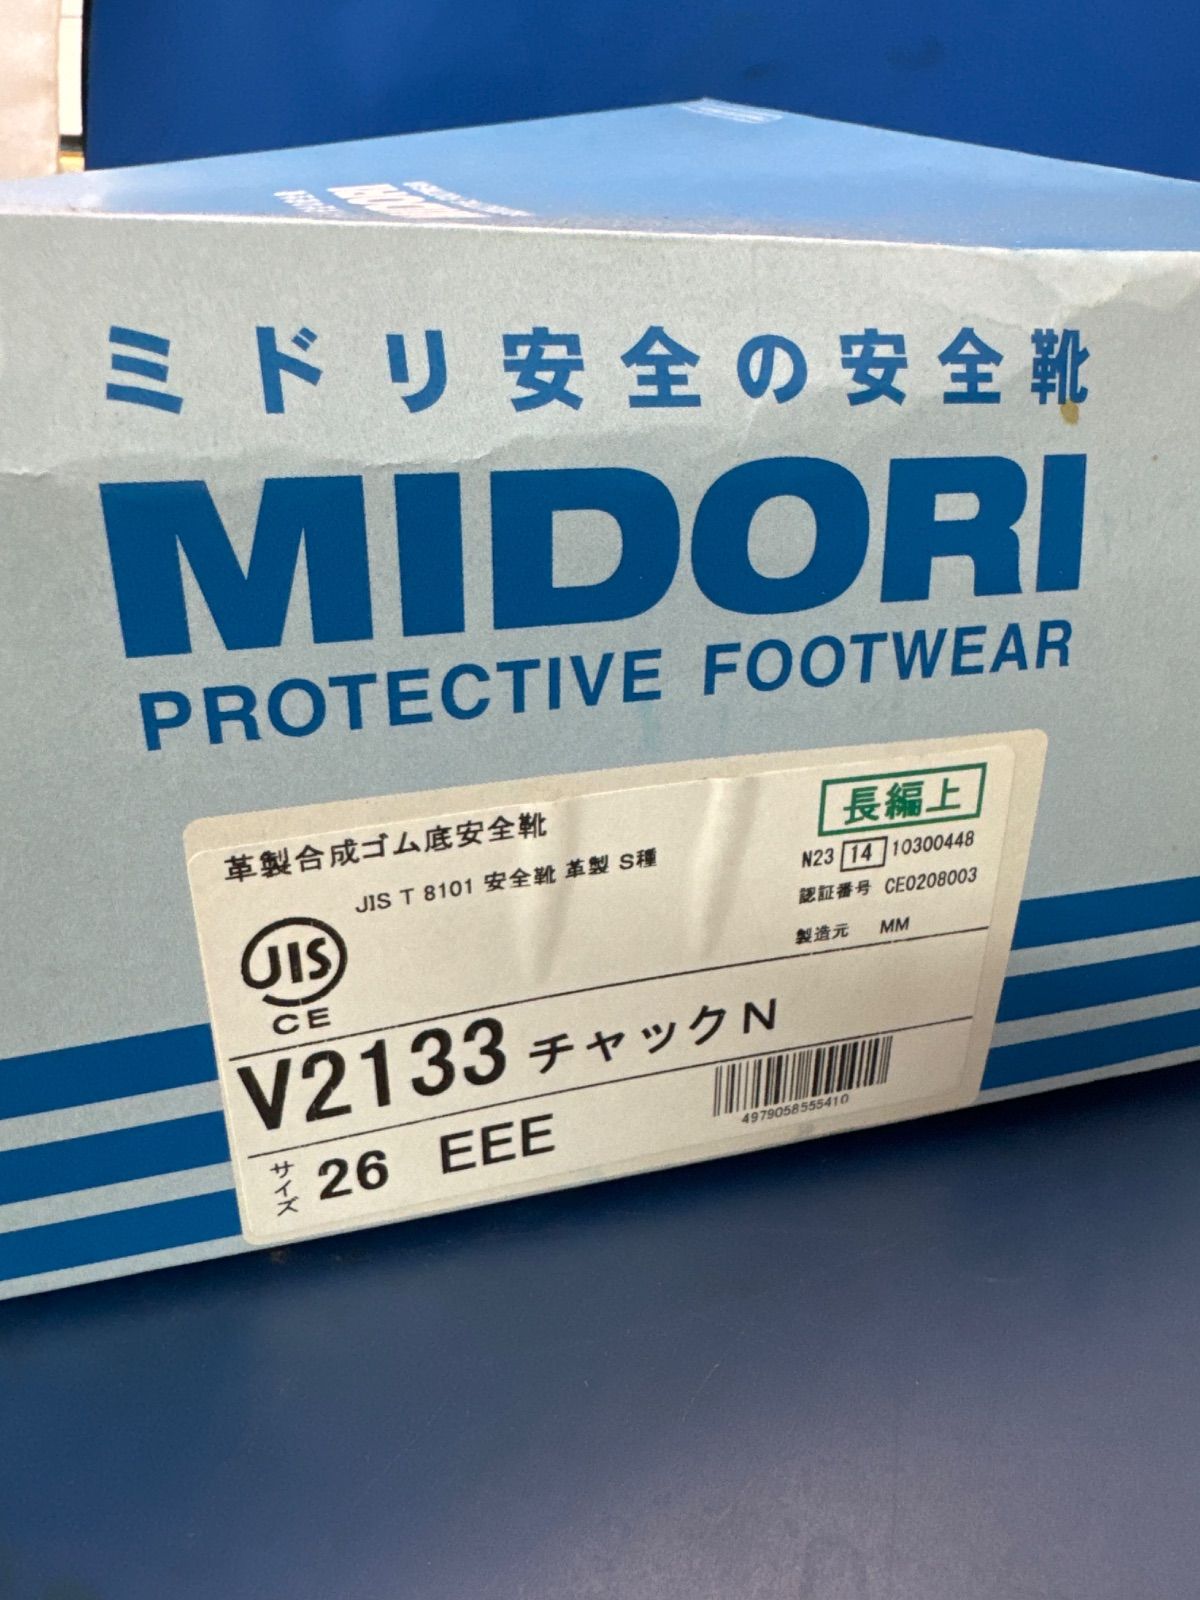 MIDORI
ミドリ安全の安全靴
MIDORI
PROTECTIVE FOOTWEAR
革製合成ゴム底安全靴
長編上
JIS T 8101 安全靴 革製 S種
N23 14 10300448
認証番号 CE0208003
製造元 MM
JIS
CE
V2133 チャックN
4979058555410
サイズ 26 EEE